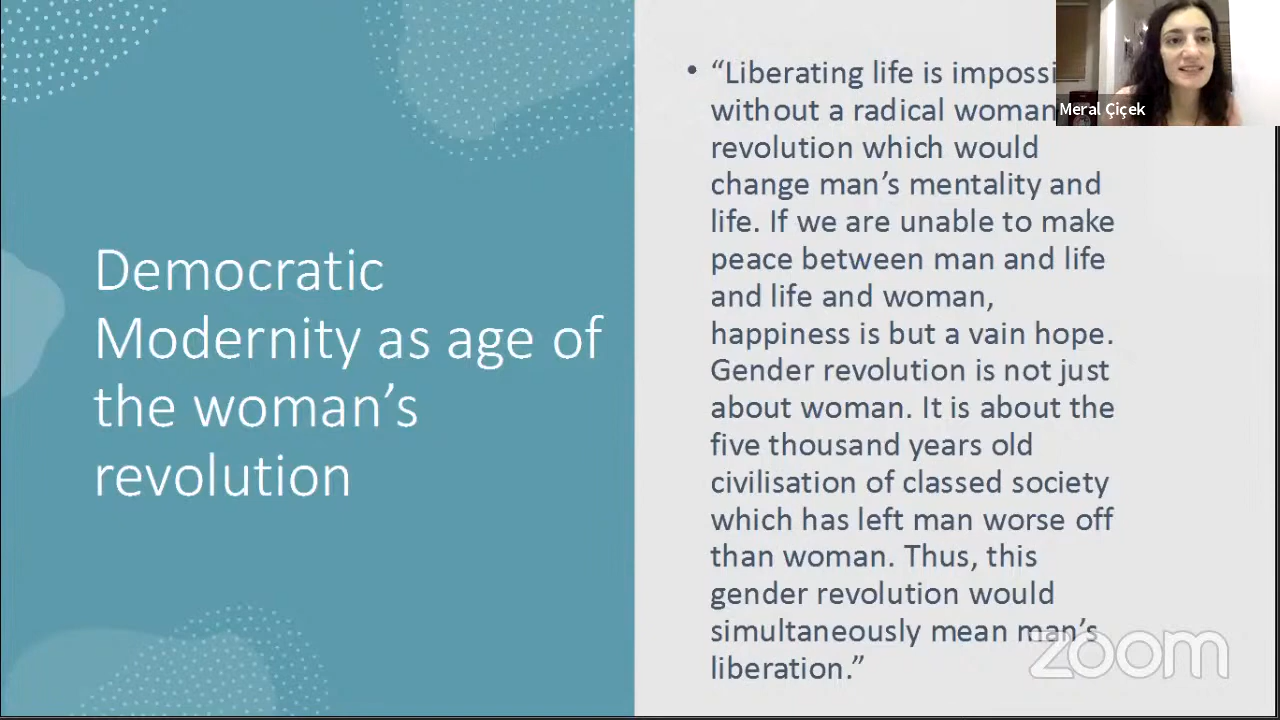 Democratic
Modernity as age of
the woman's
revolution
• “Liberating life is
without a radical
revolution which would
change man's mentality and
life. If we are unable to make
peace between man and life
and life and woman,
happiness is but a vain hope.
Gender revolution is not just
about woman. It is about the
five thousand years old
civilisation of classed society
which has left man worse off
than woman. Thus, this
gender revolution would
simultaneously mean man's
liberation.”
Meral Çiçek
zoom